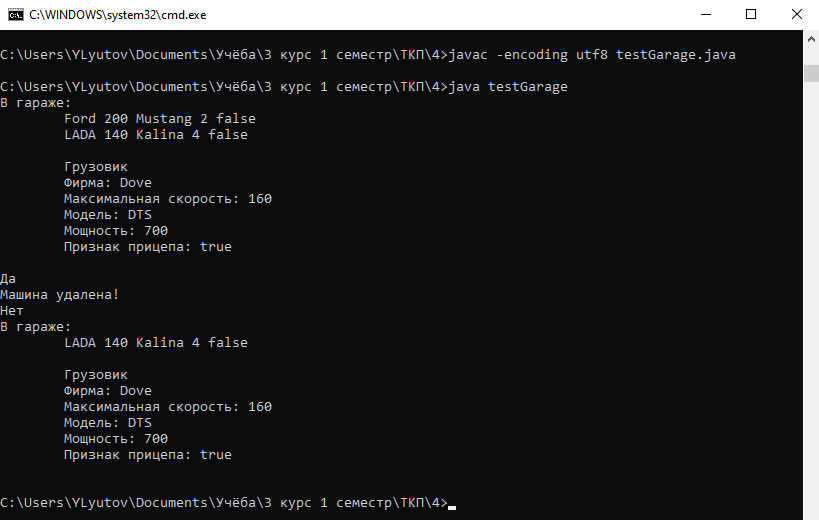 C:\WINDOWS\system32\cmd.exe
C:\Users\YLyutov\Documents\Учёба\3 курс 1 семестр\ТКП\4>javac -encoding utf8 testGarage.java
C:\Users\YLyutov\Documents\Учёба\3 курс 1 семестр\ТКП\4>java testGarage
В гараже:
Ford 200 Mustang 2 false
LADA 140 Kalina 4 false
Грузовик
Фирма: Dove
Максимальная скорость: 160
Модель: DTS
Мощность: 700
Признак прицепа: true
Да
Машина удалена!
Нет
В гараже:
LADA 140 Kalina 4 false
Грузовик
Фирма: Dove
Максимальная скорость: 160
Модель: DTS
Мощность: 700
Признак прицепа: true
C:\Users\YLyutov\Documents\Учёба\3 курс 1 семестр\ТКП\4>